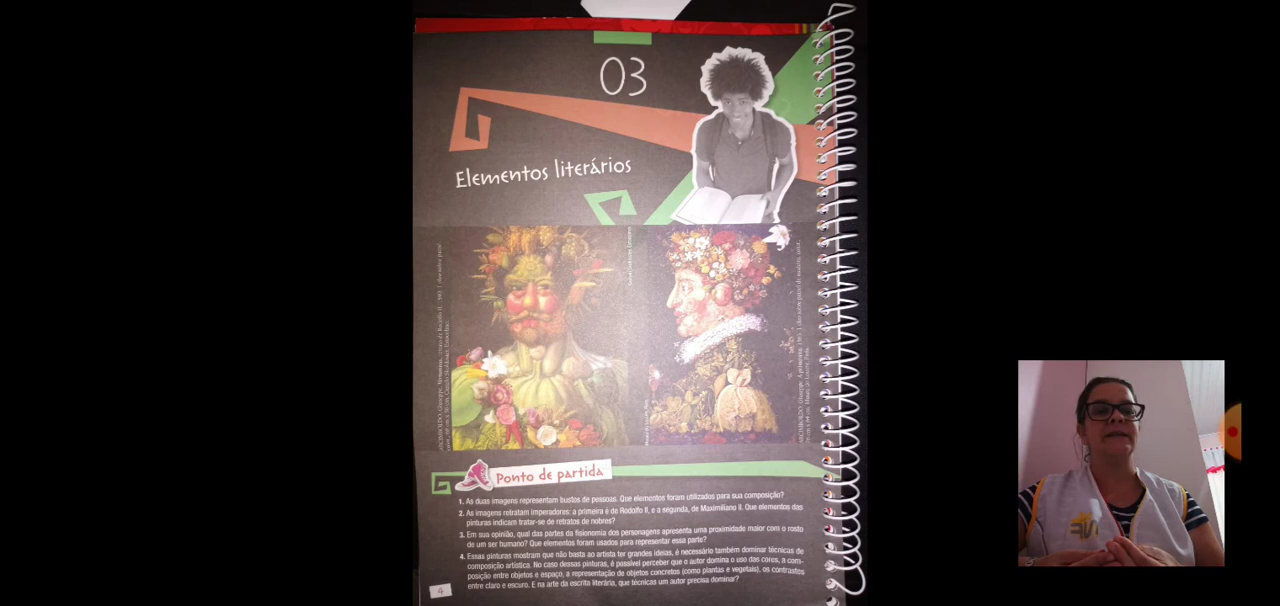 03
Elementos literários
Ponto de partida
1. As duas imagens representam bustos de pessoas. Que elementos foram utilizados para sua composição?
2. As imagens retratam imperadores: a primeira é de Rodolfo II, e a segunda, de Maximiliano II. Que elementos das
pinturas indicam tratar-se de retratos de nobres?
3. Em sua opinião, qual das partes da fisionomia dos personagens apresenta uma proximidade maior com o rosto
de um ser humano? Que elementos foram usados para representar essa parte?
4. Essas pinturas mostram que não basta ao artista ter grandes ideias, é necessário também dominar técnicas de
composição artística. No caso dessas pinturas, é possível perceber que o autor domina o uso das cores, a com-
posição entre objetos e espaço, a representação de objetos concretos (como plantas e vegetais), os contrastes
entre claro e escuro. E na arte da escrita literária, que técnicas um autor precisa dominar?
4